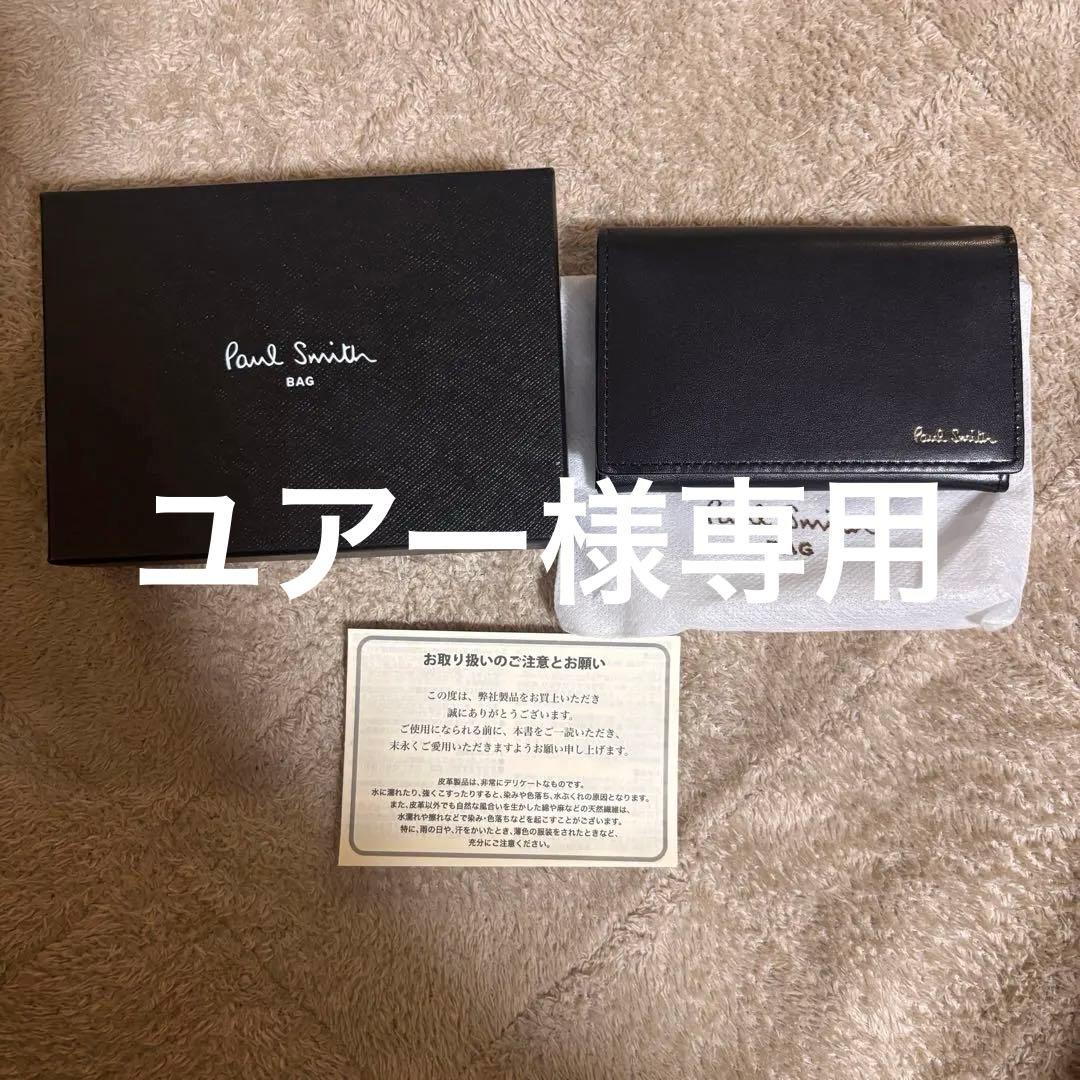 Paul Smith
BAG
Paul Smith
Paul Smith
BAG
ユアー様専用
お取り扱いのご注意とお願い
この度は、弊社製品をお買上いただき
誠にありがとうございます。
ご使用になられる前に、本書をご一読いただき、
末永くご愛用いただきますようお願い申し上げます。
皮革製品は、非常にデリケートなものです。
水に濡れたり、強くこすったりすると、染みや色落ち、水ぶくれの原因となります。
また、皮革以外でも自然な風合いを生かした綿や麻などの天然繊維は、
水濡れや擦れなどで染み・色落ちなどを起こすことがございます。
特に、雨の日や、汗をかいたとき、薄色の服装をされたときなど、
充分にご注意ください。